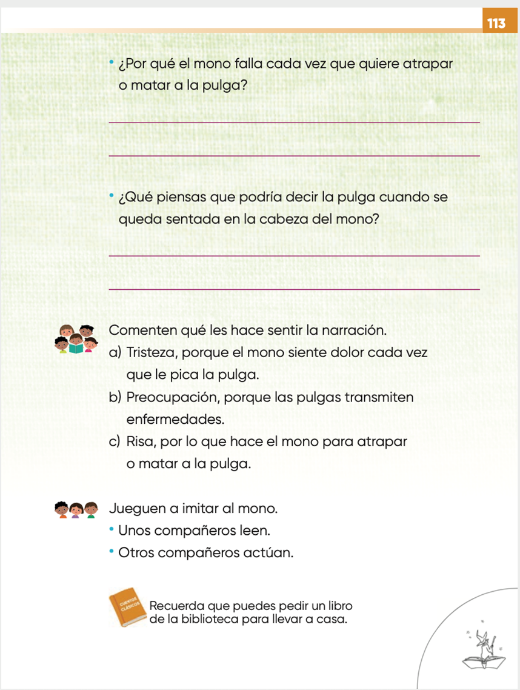 113
• ¿Por qué el mono falla cada vez que quiere atrapar
o matar a la pulga?
• ¿Qué piensas que podría decir la pulga cuando se
queda sentada en la cabeza del mono?
Comenten qué les hace sentir la narración.
a) Tristeza, porque el mono siente dolor cada vez
que le pica la pulga.
b) Preocupación, porque las pulgas transmiten
enfermedades.
c) Risa, por lo que hace el mono para atrapar
o matar a la pulga.
Jueguen a imitar al mono.
• Unos compañeros leen.
• Otros compañeros actúan.
CUENTOS
CLÁSICOS
Recuerda que puedes pedir un libro
de la biblioteca para llevar a casa.